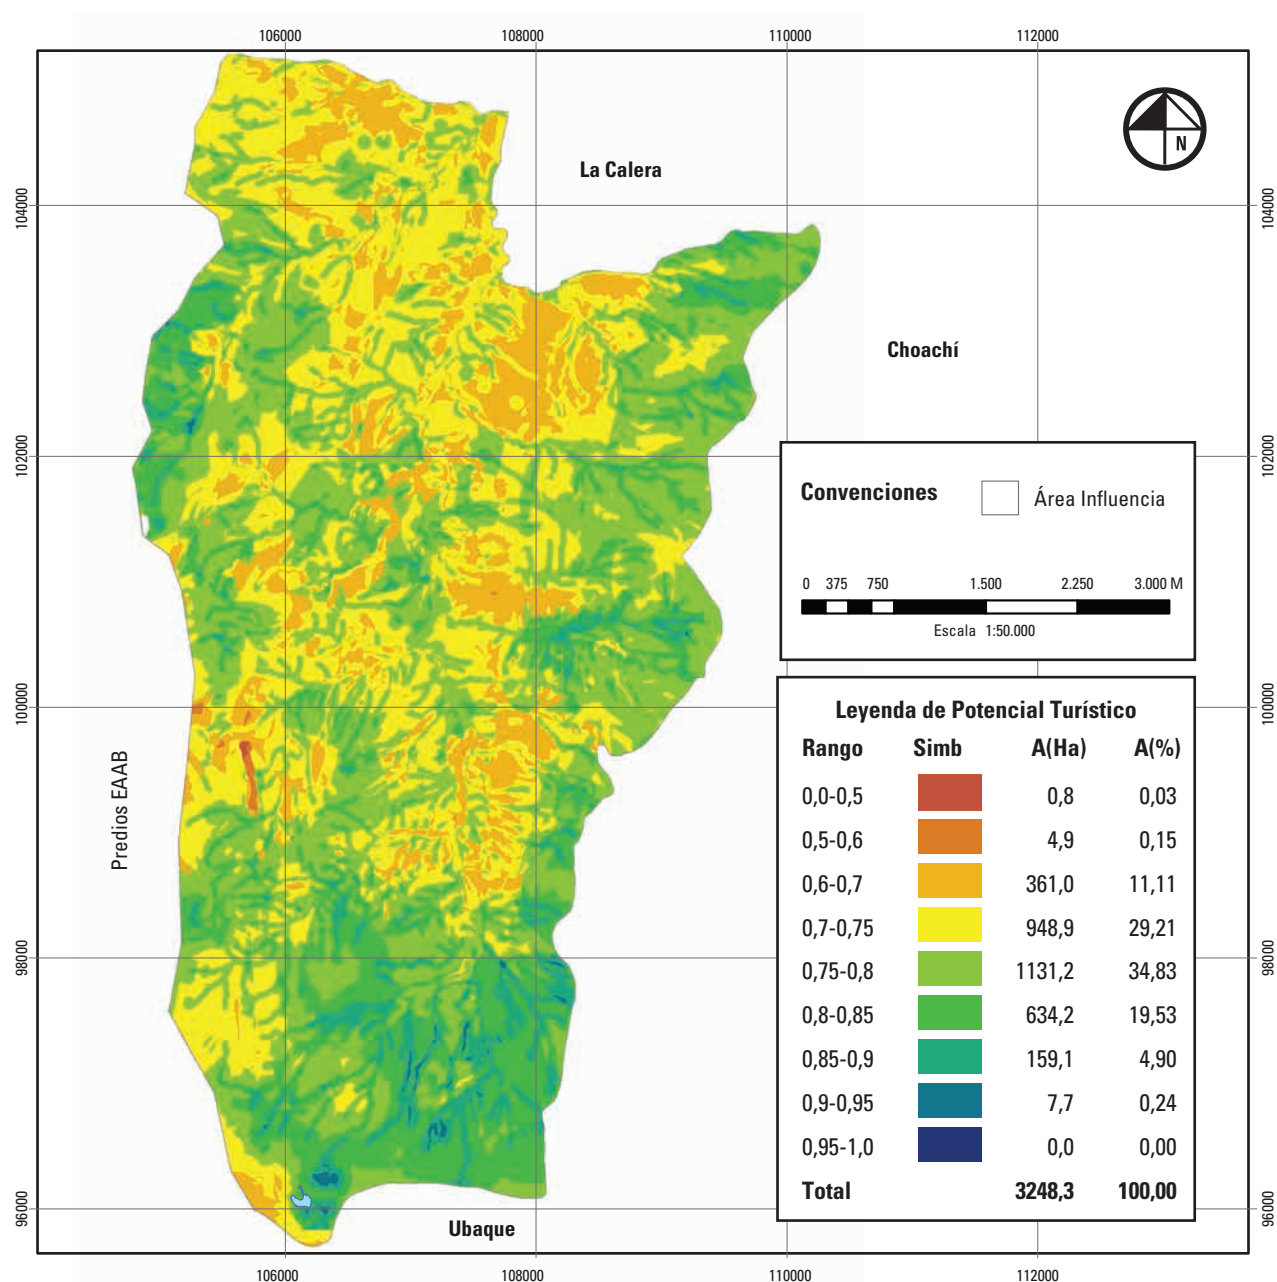 106000 108000 110000 112000
104000 104000
La Calera
N
Choachí
102000 102000
Convenciones Área Influencia
0 375 750 1.500 2.250 3.000 M
Escala 1:50.000
100000 100000
Predios EAAB
Leyenda de Potencial Turístico
Rango Simb A(Ha) A(%)
0,0-0,5 0,8 0,03
0,5-0,6 4,9 0,15
0,6-0,7 361,0 11,11
0,7-0,75 948,9 29,21
0,75-0,8 1131,2 34,83
0,8-0,85 634,2 19,53
0,85-0,9 159,1 4,90
0,9-0,95 7,7 0,24
0,95-1,0 0,0 0,00
Total 3248,3 100,00
98000 98000
96000 96000
Ubaque
106000 108000 110000 112000